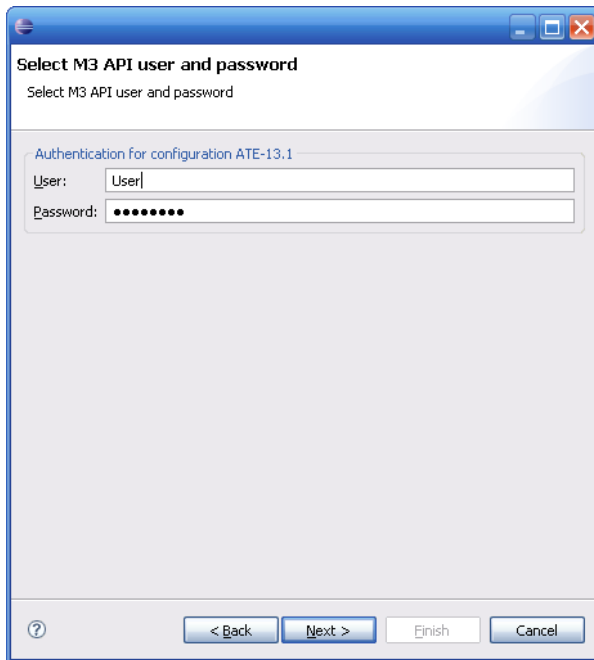 Select M3 API user and password
Select M3 API user and password
Authentication for configuration ATE-13.1
User: User
Password: ••••••••
< Back Next > Finish Cancel